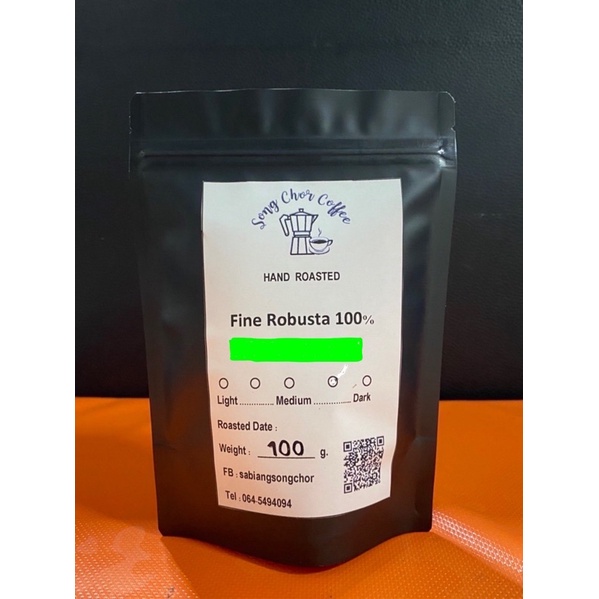 Song Chor Coffee
HAND ROASTED
Fine Robusta 100%
Light.............. Medium ............... Dark
Roasted Date :
Weight : 100 g.
FB : sabiangsongchor
Tel : 064-5494094